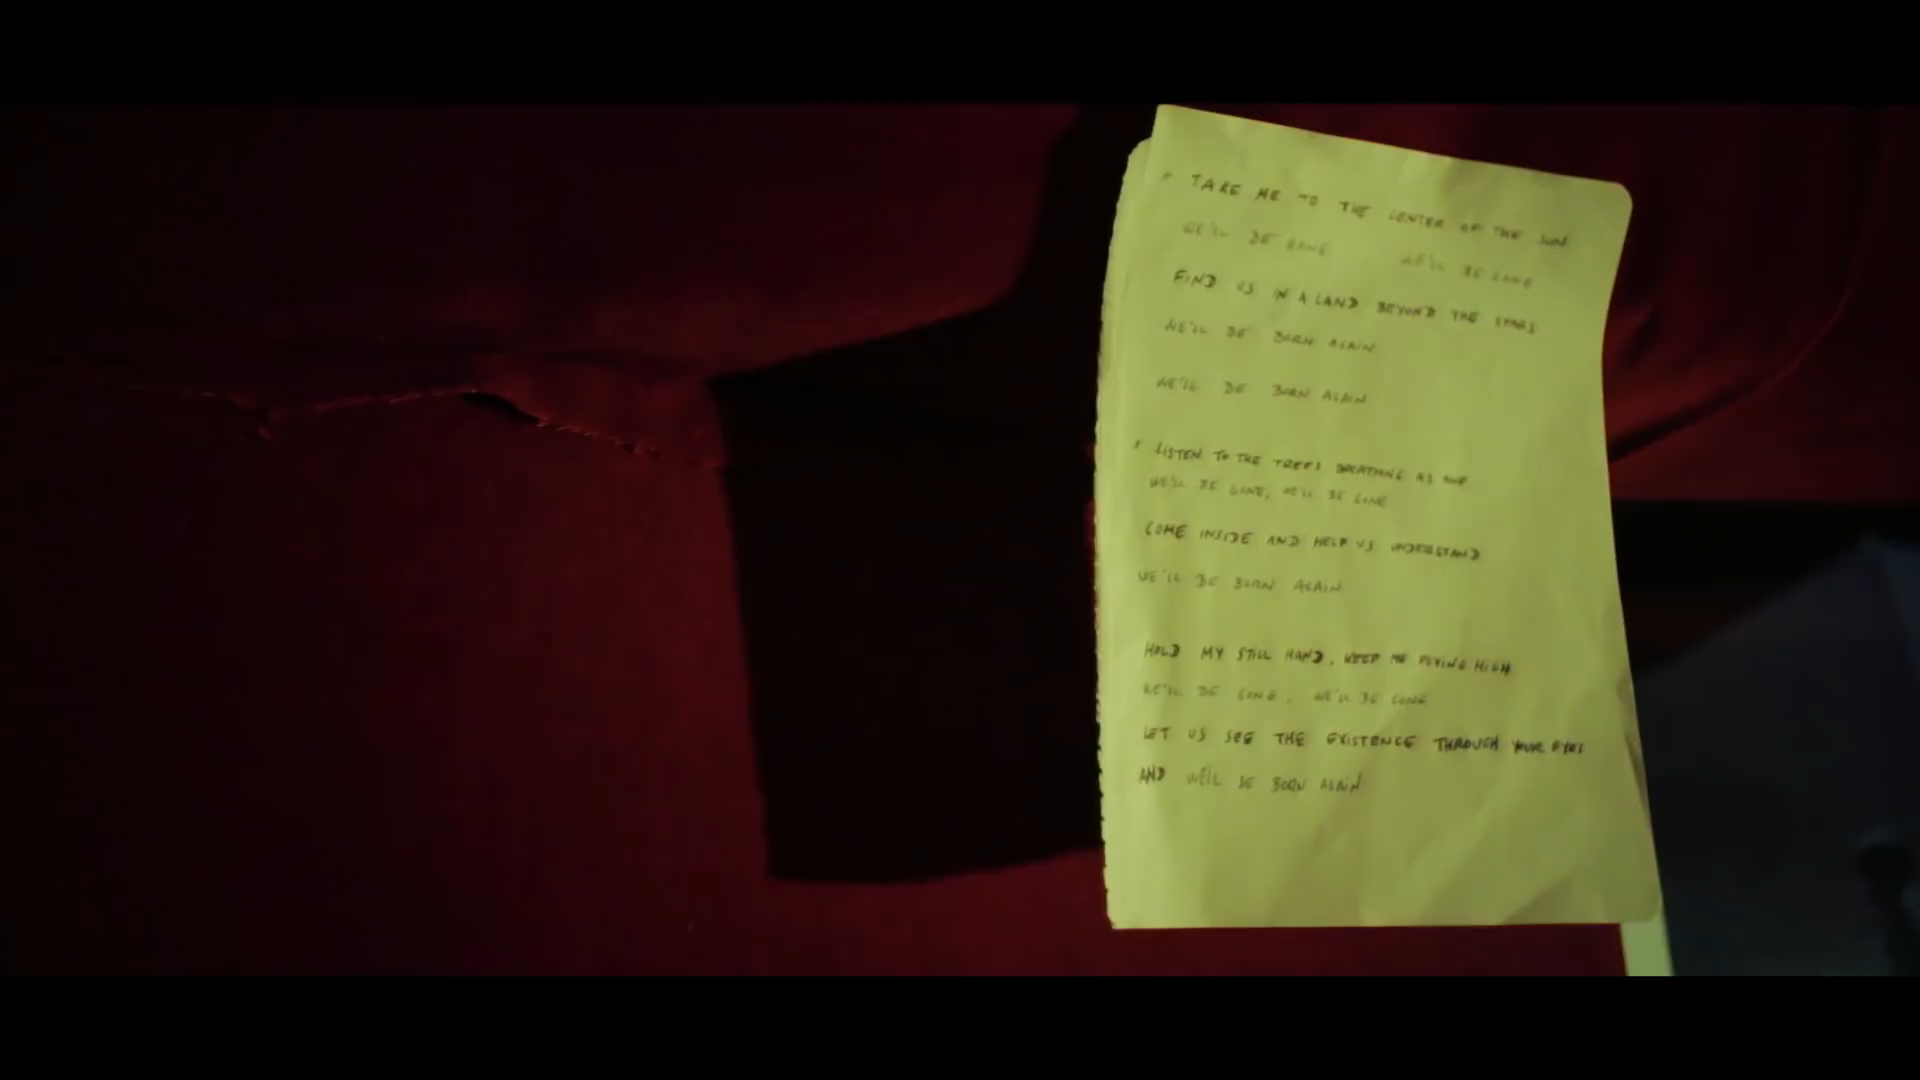 " TAKE ME TO THE CENTER OF THE SUN
WE'LL BE GONE WE'LL BE GONE
FIND US IN A LAND BEYOND THE STARS
WE'LL BE BORN AGAIN
WE'LL BE BORN AGAIN
" LISTEN TO THE TREES BREATHING AS ONE
WE'LL BE GONE, WE'LL BE GONE
COME INSIDE AND HELP US UNDERSTAND
WE'LL BE BORN AGAIN
HOLD MY STILL HAND, KEEP ME FLYING HIGH
WE'LL BE GONE, WE'LL BE GONE
LET US SEE THE EXISTENCE THROUGH YOUR EYES
AND WE'LL BE BORN AGAIN